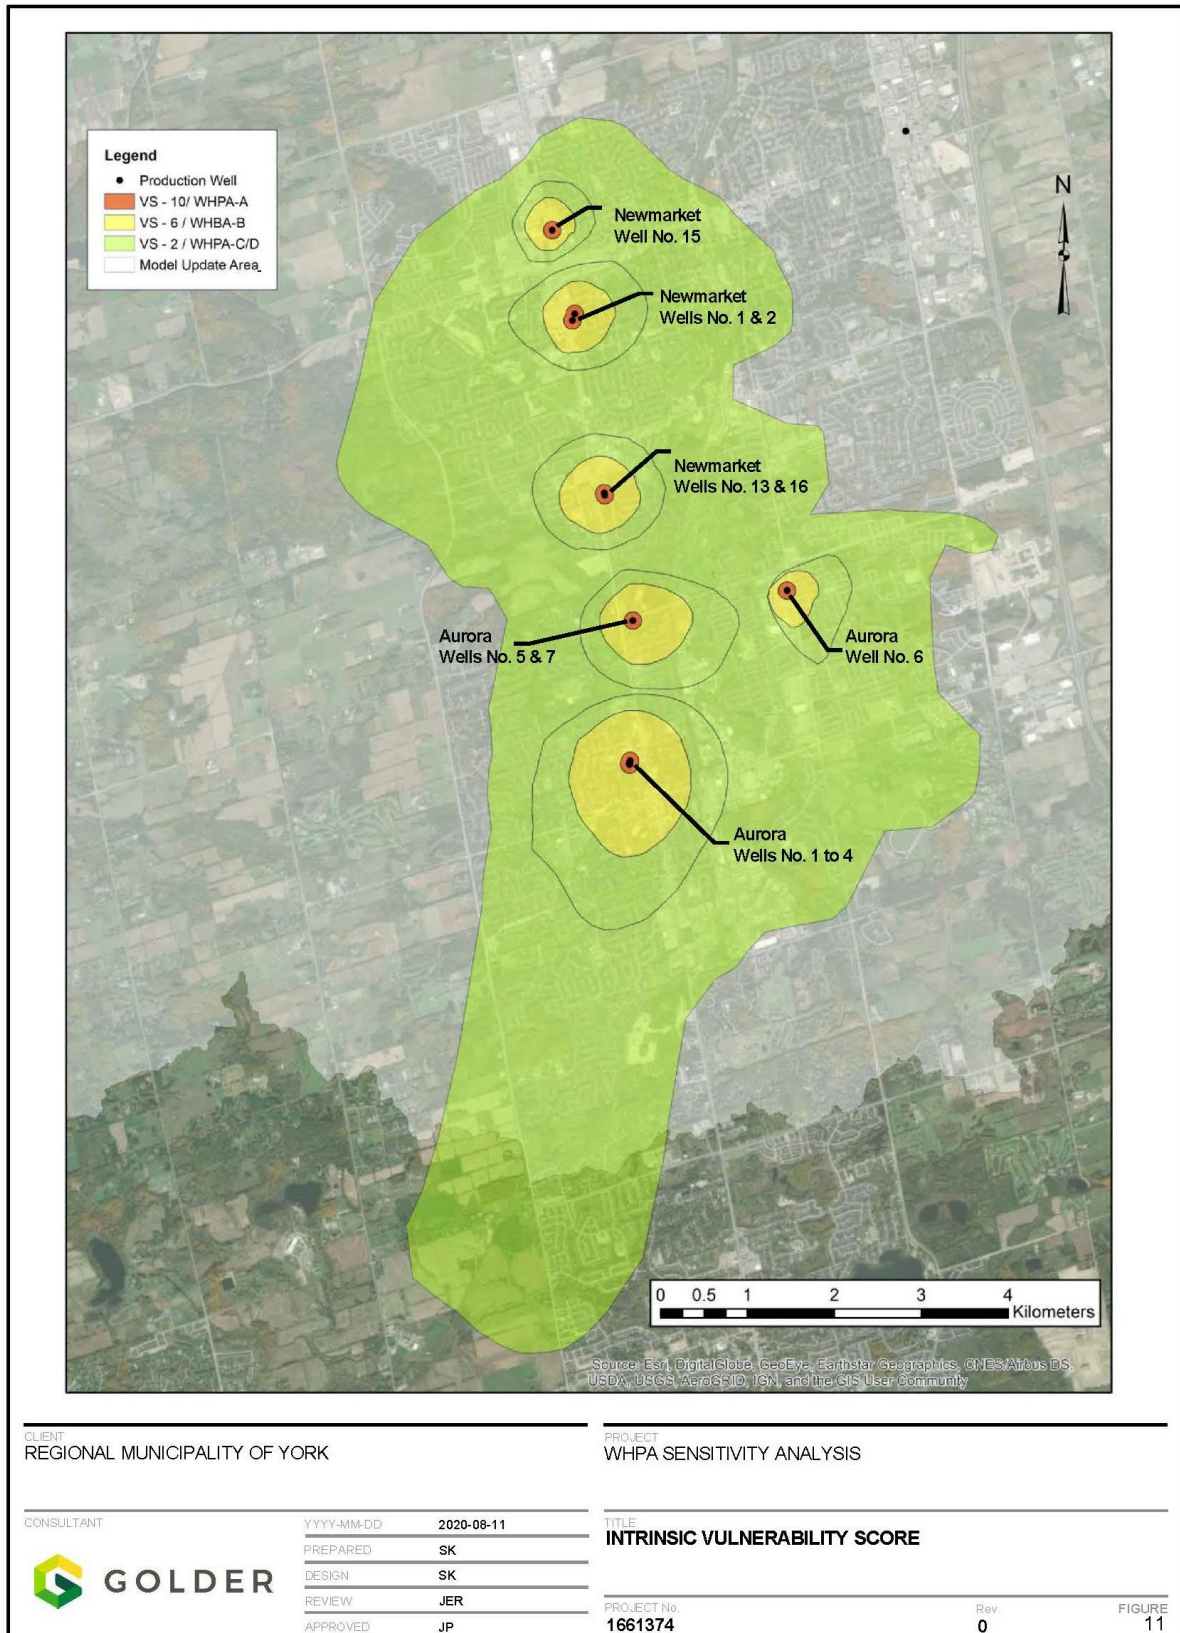 Legend
Production Well
VS - 10/ WHPA-A
VS - 6 / WHBA-B
VS - 2 / WHPA-C/D
Model Update Area
N
Newmarket
Well No. 15
Newmarket
Wells No. 1 & 2
Newmarket
Wells No. 13 & 16
Aurora
Wells No. 5 & 7
Aurora
Well No. 6
Aurora
Wells No. 1 to 4
0 0.5 1 2 3 4
Kilometers
Source: Esri, DigitalGlobe, GeoEye, Earthstar Geographics, CNES/Airbus DS,
USDA, USGS, AeroGRID, IGN, and the GIS User Community
CLIENT
REGIONAL MUNICIPALITY OF YORK
PROJECT
WHPA SENSITIVITY ANALYSIS
CONSULTANT
GOLDER
YYYY-MM-DD 2020-08-11
PREPARED SK
DESIGN SK
REVIEW JER
APPROVED JP
TITLE
INTRINSIC VULNERABILITY SCORE
PROJECT No. Rev. FIGURE
1661374 0 11